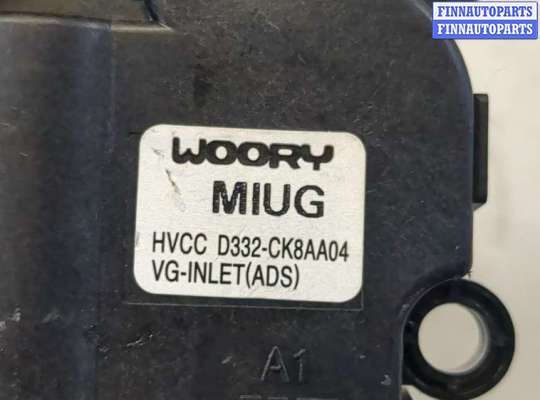 FINNAUTOPARTS
FINNAUTOPARTS
WOORY
MIUG
HVCC D332-CK8AA04
VG-INLET(ADS)
A1